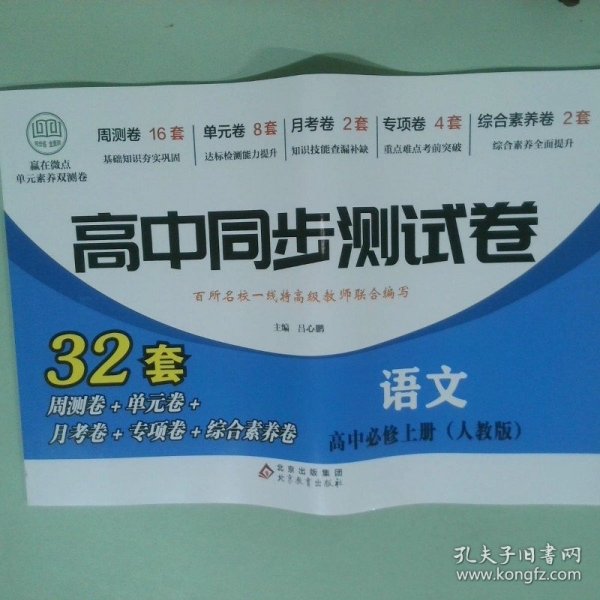 周测卷 16套
单元卷 8套
月考卷 2套
专项卷 4套
综合素养卷 2套
基础知识夯实巩固
达标检测能力提升
知识技能查漏补缺
重点难点考前突破
综合素养全面提升
赢在微点
单元素养双测卷
高中同步测试卷
百所名校一线特高级教师联合编写
主编 吕心鹏
32套
周测卷+单元卷+
月考卷+专项卷+综合素养卷
语文
高中必修上册（人教版）
北京出版集团
北京教育出版社
孔夫子旧书网
www.kongfz.com